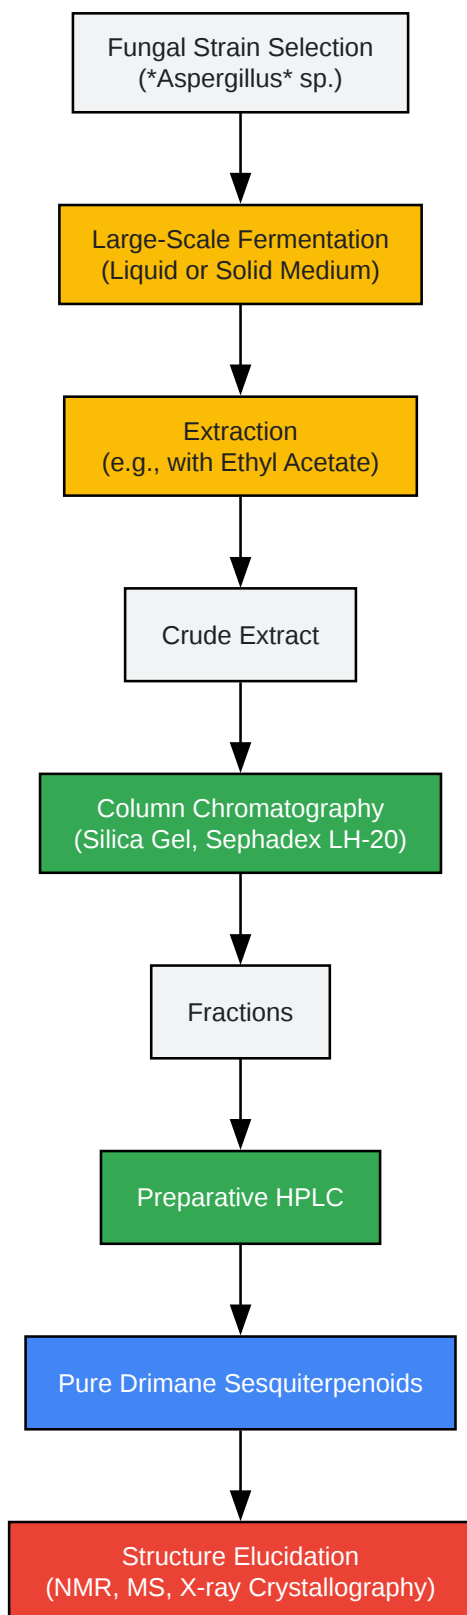 Fungal Strain Selection
(*Aspergillus* sp.)
Large-Scale Fermentation
(Liquid or Solid Medium)
Extraction
(e.g., with Ethyl Acetate)
Crude Extract
Column Chromatography
(Silica Gel, Sephadex LH-20)
Fractions
Preparative HPLC
Pure Drimane Sesquiterpenoids
Structure Elucidation
(NMR, MS, X-ray Crystallography)